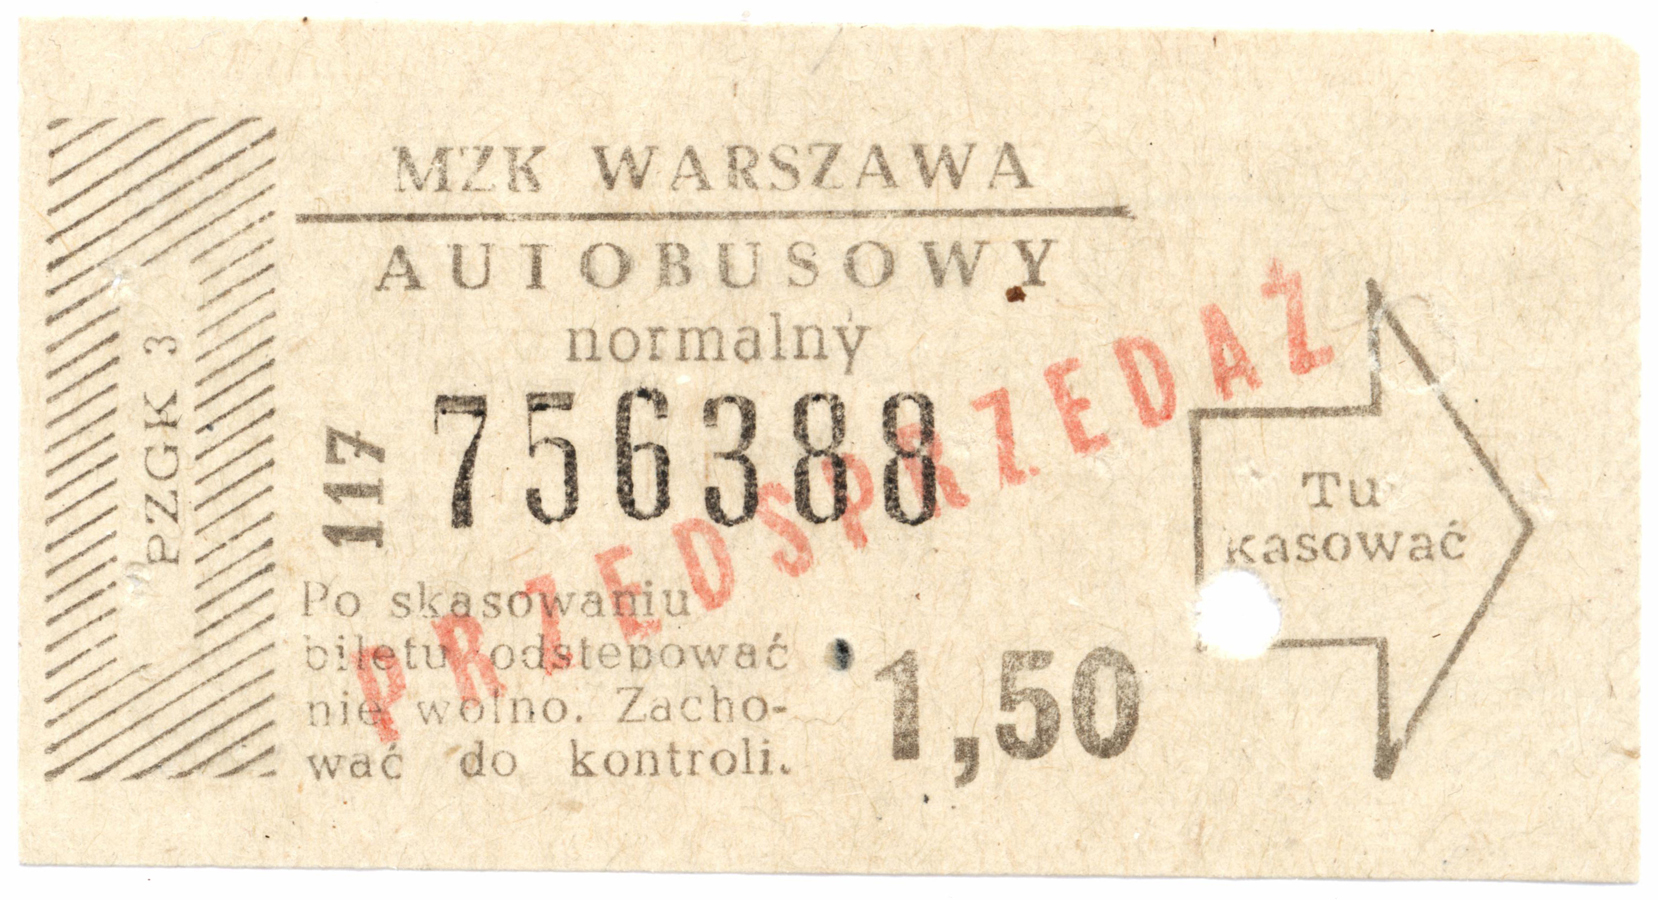 MZK WARSZAWA
AUTOBUSOWY
normalny
756388
117
PZGK 3
PRZEDSPRZEDAŻ
Po skasowaniu
biletu odstępować
nie wolno. Zacho-
wać do kontroli.
1,50
Tu
kasować